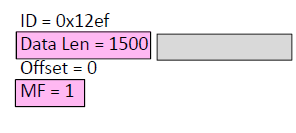 ID = 0x12ef
Data Len = 1500
Offset = 0
MF = 1